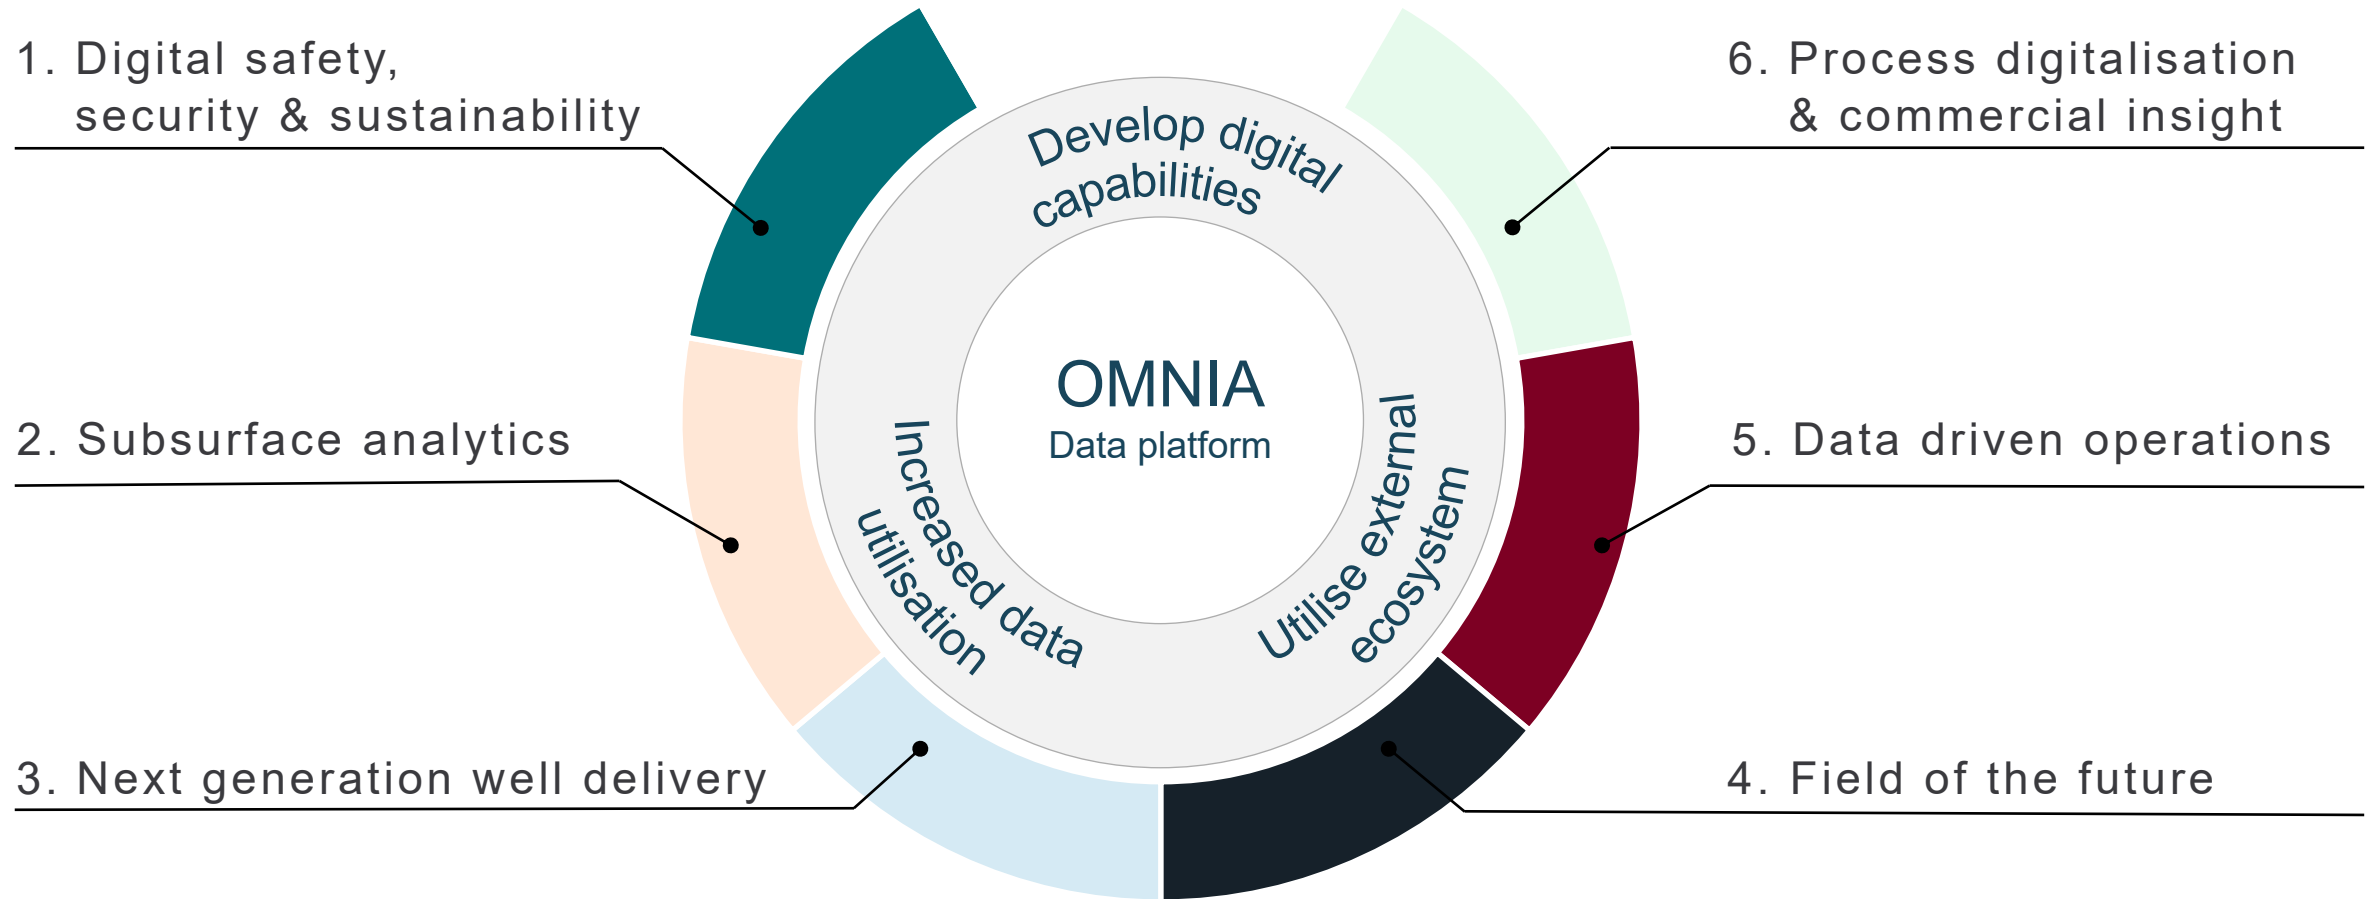 1. Digital safety,
security & sustainability
2. Subsurface analytics
3. Next generation well delivery
Develop digital
capabilities
OMNIA
Data platform
Increased data
utilisation
Utilise external
ecosystem
6. Process digitalisation
& commercial insight
5. Data driven operations
4. Field of the future